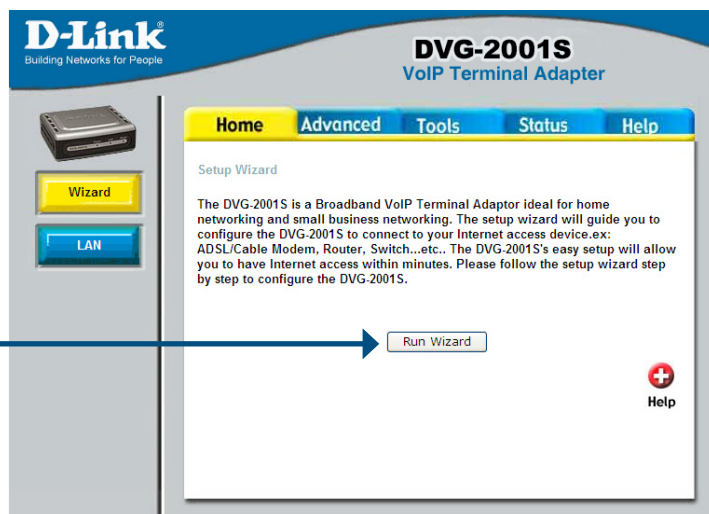 D-Link®
Building Networks for People
DVG-2001S
VoIP Terminal Adapter
Home
Advanced
Tools
Status
Help
Wizard
LAN
Setup Wizard
The DVG-2001S is a Broadband VoIP Terminal Adaptor ideal for home
networking and small business networking. The setup wizard will guide you to
configure the DVG-2001S to connect to your Internet access device.ex:
ADSL/Cable Modem, Router, Switch...etc.. The DVG-2001S's easy setup will allow
you to have Internet access within minutes. Please follow the setup wizard step
by step to configure the DVG-2001S.
Run Wizard
Help